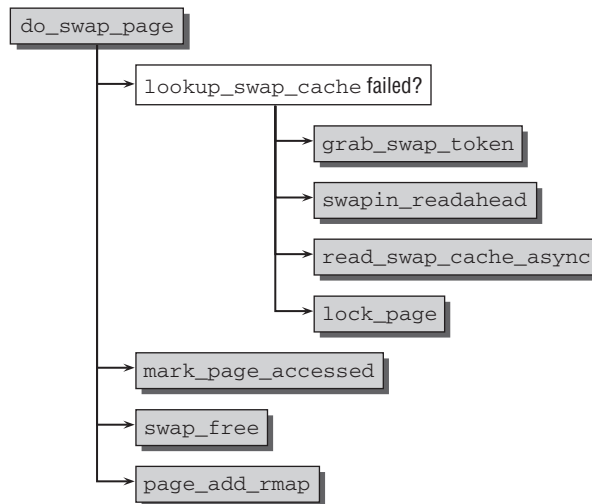 do_swap_page
lookup_swap_cache failed?
grab_swap_token
swapin_readahead
read_swap_cache_async
lock_page
mark_page_accessed
swap_free
page_add_rmap